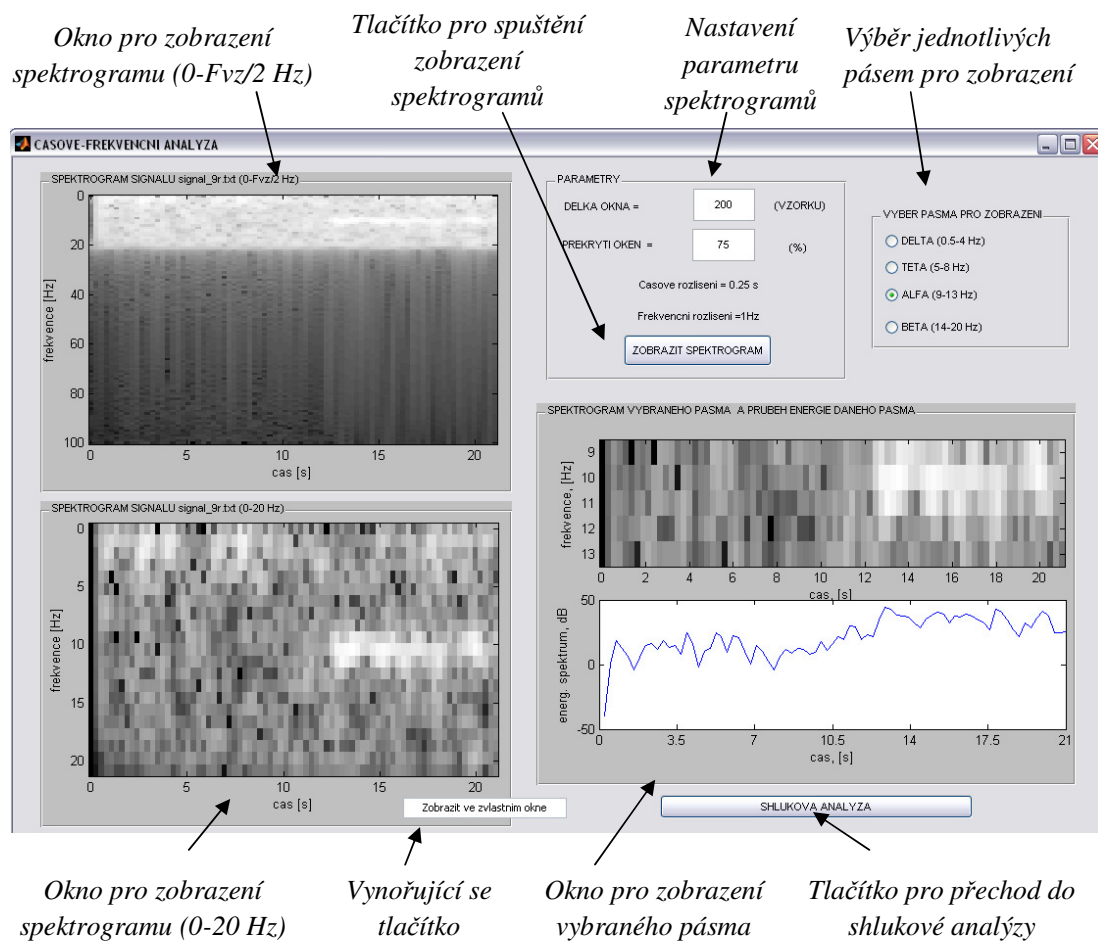 Okno pro zobrazení
spektrogramu (0-Fvz/2 Hz)
Tlačítko pro spuštění
zobrazení
spektrogramů
Nastavení
parametru
spektrogramů
Výběr jednotlivých
pásem pro zobrazení
CASOVE-FREKVENCNI ANALYZA
SPEKTROGRAM SIGNALU signal_9r.txt (0-Fvz/2 Hz)
0
20
40
60
80
100
frekvence [Hz]
0 5 10 15 20
cas [s]
PARAMETRY
DELKA OKNA = 200 (VZORKU)
PREKRYTI OKEN = 75 (%)
Casove rozliseni = 0.25 s
Frekvencni rozliseni =1Hz
ZOBRAZIT SPEKTROGRAM
VYBER PASMA PRO ZOBRAZENI
DELTA (0.5-4 Hz)
TETA (5-8 Hz)
ALFA (9-13 Hz)
BETA (14-20 Hz)
SPEKTROGRAM SIGNALU signal_9r.txt (0-20 Hz)
0
5
10
15
20
frekvence [Hz]
0 5 10 15 20
cas [s]
Zobrazit ve zvlastnim okne
SPEKTROGRAM VYBRANEHO PASMA A PRUBEH ENERGIE DANEHO PASMA
9
10
11
12
13
frekvence, [Hz]
0 2 4 6 8 10 12 14 16 18 20
cas, [s]
50
0
-50
energ. spektrum, dB
0 3.5 7 10.5 14 17.5 21
cas, [s]
SHLUKOVA ANALYZA
Okno pro zobrazení
spektrogramu (0-20 Hz)
Vynořující se
tlačítko
Okno pro zobrazení
vybraného pásma
Tlačítko pro přechod do
shlukové analýzy